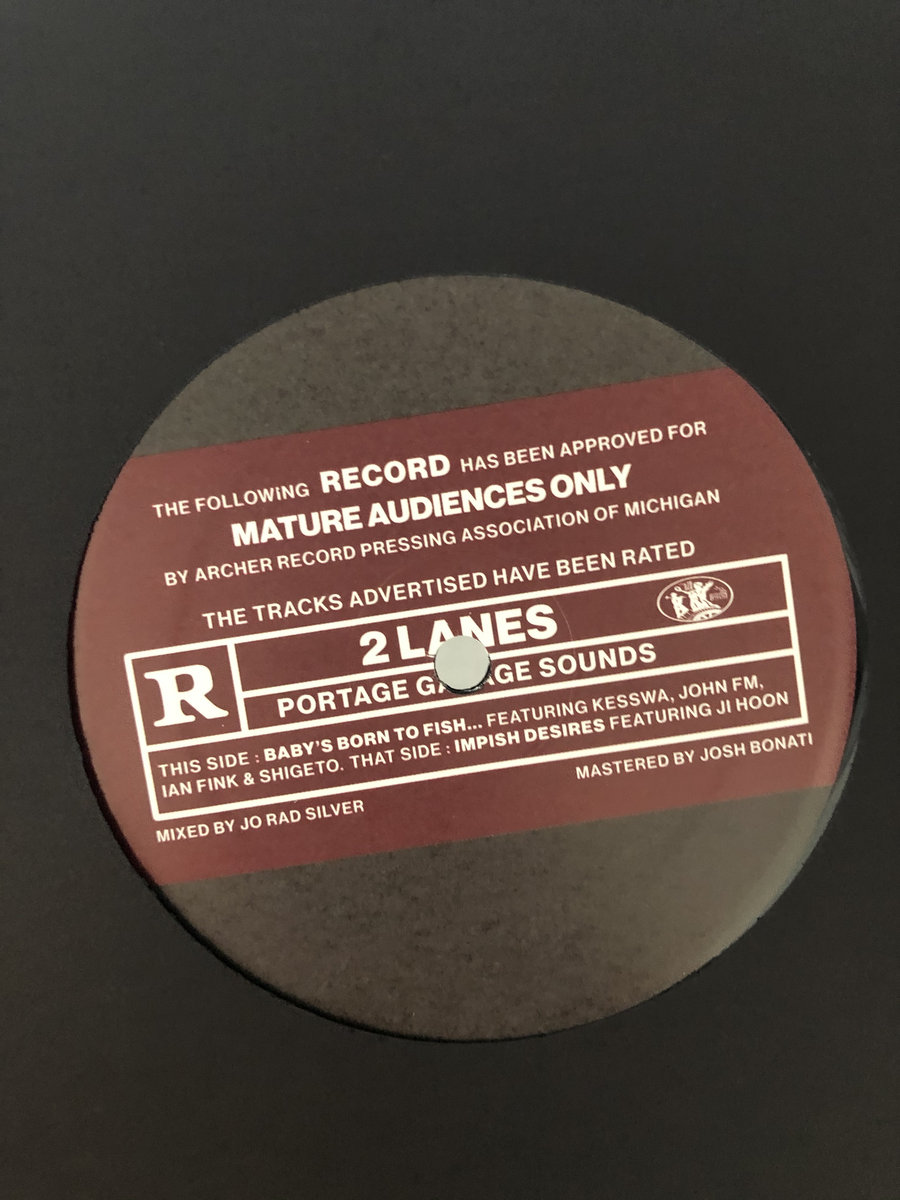 THE FOLLOWING RECORD HAS BEEN APPROVED FOR
MATURE AUDIENCES ONLY
BY ARCHER RECORD PRESSING ASSOCIATION OF MICHIGAN
THE TRACKS ADVERTISED HAVE BEEN RATED
R
2 LANES
PORTAGE GARAGE SOUNDS
THIS SIDE : BABY'S BORN TO FISH... FEATURING KESSWA, JOHN FM,
IAN FINK & SHIGETO. THAT SIDE : IMPISH DESIRES FEATURING JI HOON
MIXED BY JO RAD SILVER
MASTERED BY JOSH BONATI